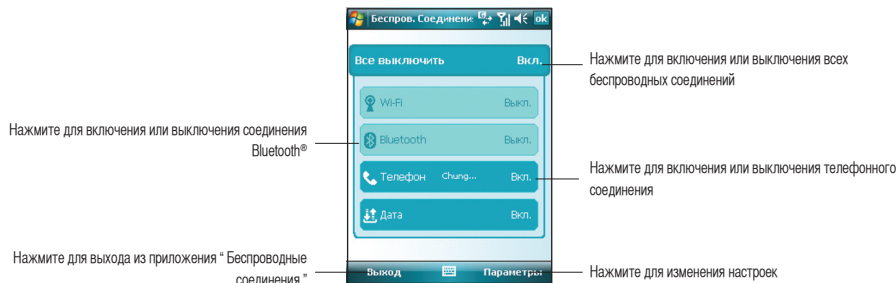 Беспров. Соединени: ok
Все выключить Вкл.
Нажмите для включения или выключения всех
беспроводных соединений
Wi-Fi Выкл.
Нажмите для включения или выключения соединения
Bluetooth®
Bluetooth Выкл.
Телефон Chung... Вкл.
Нажмите для включения или выключения телефонного
соединения
Дата Вкл.
Нажмите для выхода из приложения “ Беспроводные
соединения ”
Выход Параметры
Нажмите для изменения настроек